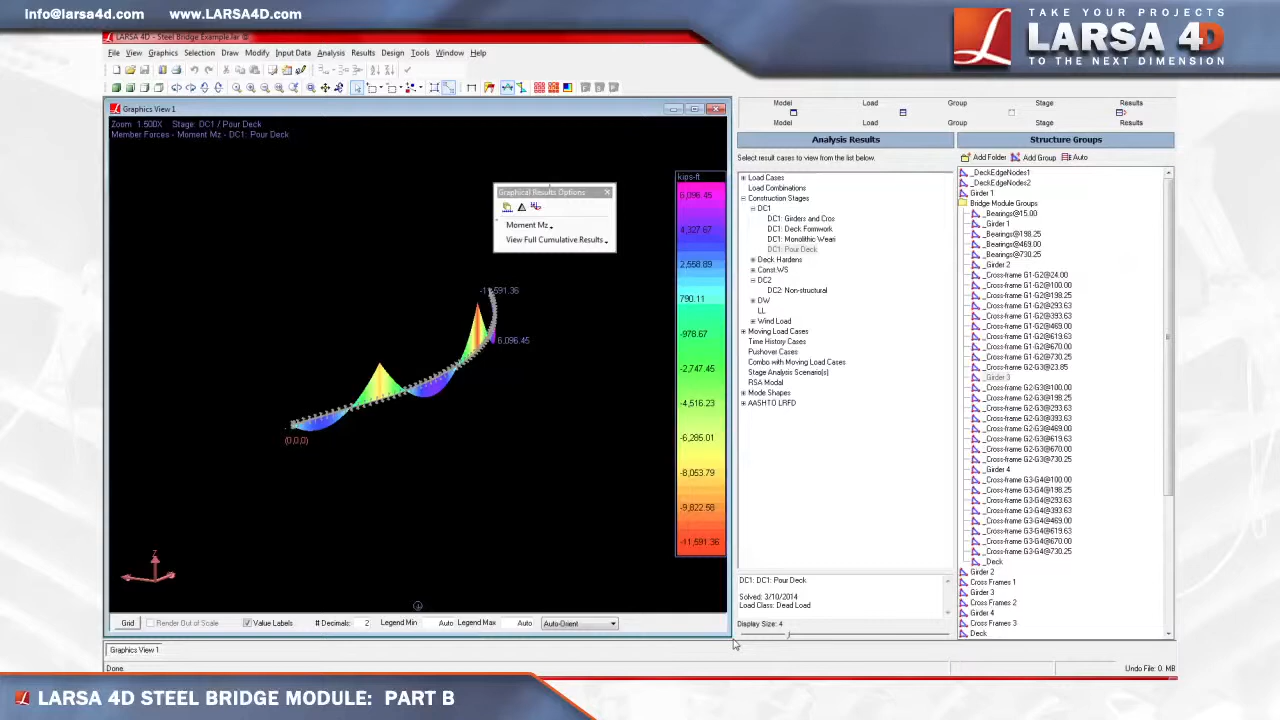 info@larsa4d.com www.LARSA4D.com
TAKE YOUR PROJECTS
LARSA 4D
TO THE NEXT DIMENSION
LARSA 4D - Steel Bridge Example.lar @
File View Graphics Selection Draw Modify Input Data Analysis Results Design Tools Window Help
Graphics View 1
Zoom 1.500X Stage: DC1 / Pour Deck
Member Forces - Moment Mz - DC1: Pour Deck
Graphical Results Options
Moment Mz
View Full Cumulative Results
-11,591.36
6,096.45
(0,0,0)
Z
kips-ft
6,096.45
4,327.67
2,558.89
790.11
-978.67
-2,747.45
-4,516.23
-6,285.01
-8,053.79
-9,822.58
-11,591.36
Grid Render Out of Scale Value Labels # Decimals 2 Legend Min Auto Legend Max Auto Auto-Orient
Graphics View 1
Done.
Undo File: 0. MB
Model Load Group Stage Results
Model Load Group Stage Results
Analysis Results
Select result cases to view from the list below.
Load Cases
Load Combinations
Construction Stages
DC1
DC1: Girders and Cros
DC1: Deck Formwork
DC1: Monolithic Weari
DC1: Pour Deck
Deck Hardens
Const.WS
DC2
DC2: Non-structural
DW
LL
Wind Load
Moving Load Cases
Time History Cases
Pushover Cases
Combo with Moving Load Cases
Stage Analysis Scenario(s)
RSA Modal
Mode Shapes
AASHTO LRFD
DC1: DC1: Pour Deck
Solved: 3/10/2014
Load Class: Dead Load
Display Size: 4
Structure Groups
Add Folder Add Group Auto
_DeckEdgeNodes1
_DeckEdgeNodes2
Girder 1
Bridge Module Groups
_Bearings@15.00
_Girder 1
_Bearings@198.25
_Bearings@469.00
_Bearings@730.25
_Girder 2
_Cross-frame G1-G2@24.00
_Cross-frame G1-G2@100.00
_Cross-frame G1-G2@198.25
_Cross-frame G1-G2@293.63
_Cross-frame G1-G2@393.63
_Cross-frame G1-G2@469.00
_Cross-frame G1-G2@619.63
_Cross-frame G1-G2@670.00
_Cross-frame G1-G2@730.25
_Cross-frame G2-G3@23.85
_Girder 3
_Cross-frame G2-G3@100.00
_Cross-frame G2-G3@198.25
_Cross-frame G2-G3@293.63
_Cross-frame G2-G3@393.63
_Cross-frame G2-G3@469.00
_Cross-frame G2-G3@619.63
_Cross-frame G2-G3@670.00
_Cross-frame G2-G3@730.25
_Girder 4
_Cross-frame G3-G4@100.00
_Cross-frame G3-G4@198.25
_Cross-frame G3-G4@293.63
_Cross-frame G3-G4@393.63
_Cross-frame G3-G4@469.00
_Cross-frame G3-G4@619.63
_Cross-frame G3-G4@670.00
_Cross-frame G3-G4@730.25
_Deck
Girder 2
Cross Frames 1
Girder 3
Cross Frames 2
Girder 4
Cross Frames 3
Deck
LARSA 4D STEEL BRIDGE MODULE: PART B